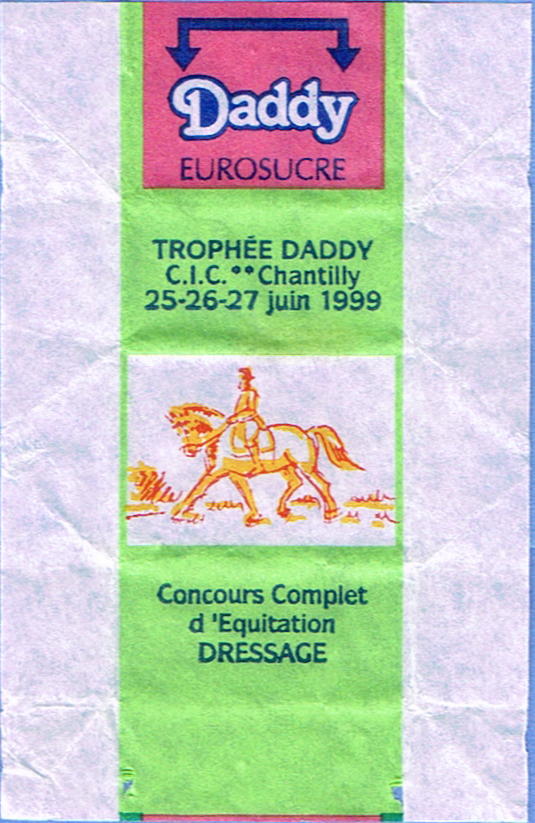 Daddy
EUROSUCRE
TROPHÉE DADDY
C.I.C.**Chantilly
25-26-27 juin 1999
Concours Complet
d 'Equitation
DRESSAGE